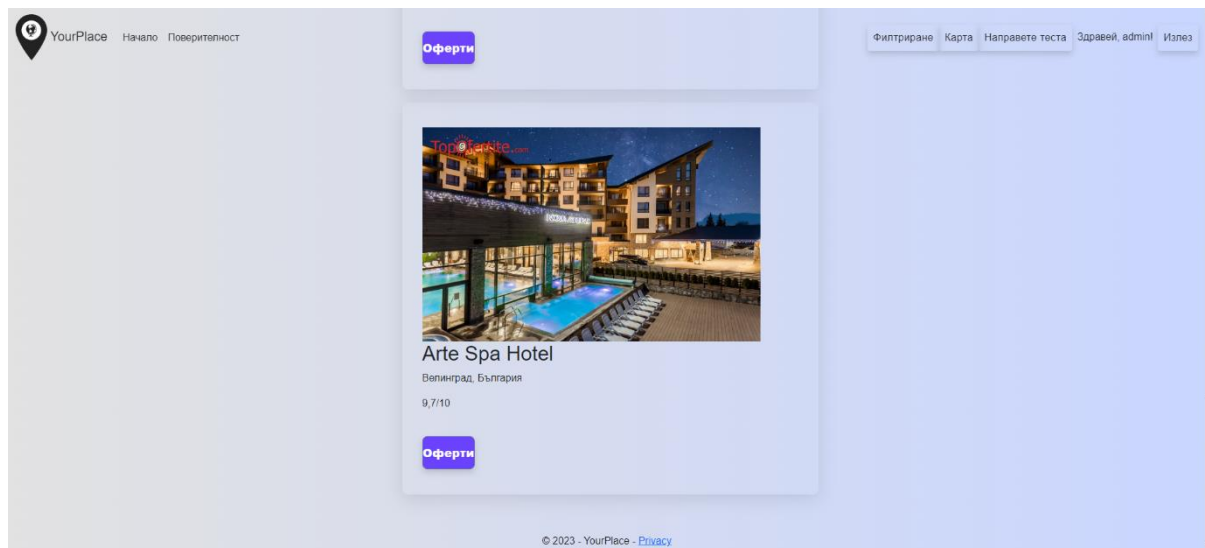 YourPlace Начало Поверителност
Филтриране Карта Направете теста Здравей, admin! Излез
Оферти
Arte Spa Hotel
Велинград, България
9,7/10
Оферти
© 2023 - YourPlace - Privacy